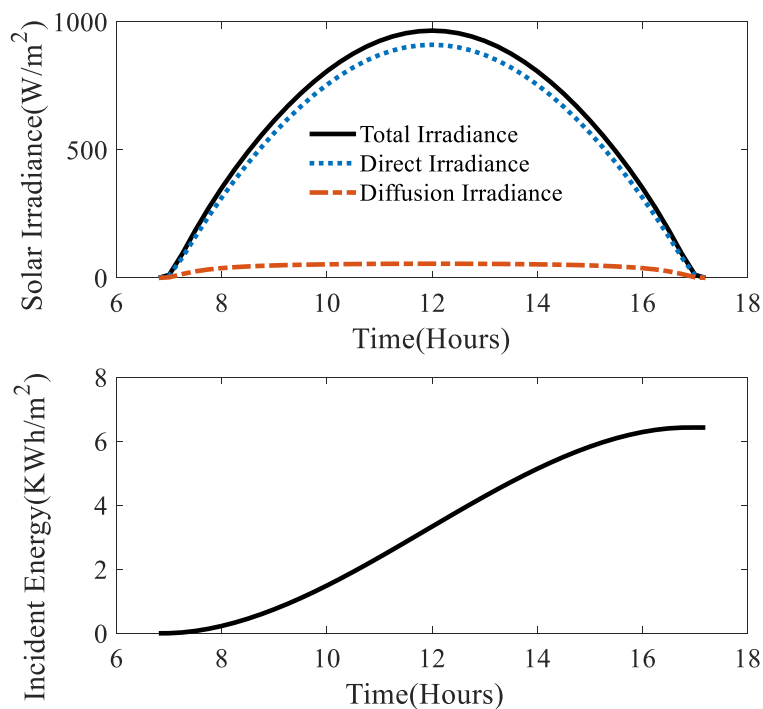 Solar Irradiance(W/m²)
1000
500
0
Total Irradiance
Direct Irradiance
Diffusion Irradiance
6 8 10 12 14 16 18
Time(Hours)
Incident Energy(KWh/m²)
8
6
4
2
0
6 8 10 12 14 16 18
Time(Hours)